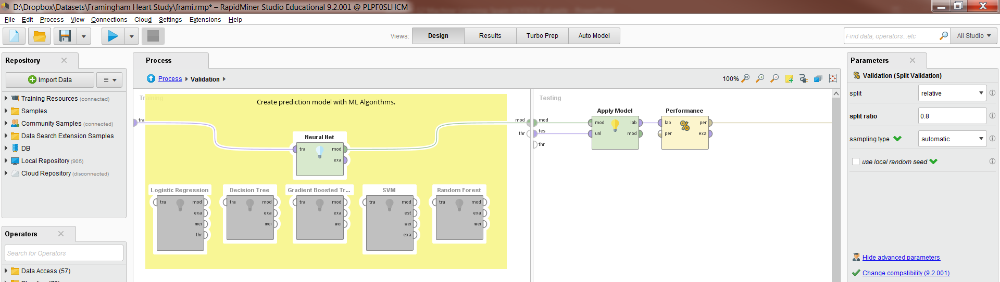 D:\Dropbox\Datasets\Framingham Heart Study\frami.rmp* – RapidMiner Studio Educational 9.2.001 @ PLPF0SLHCM
File Edit Process View Connections Cloud Settings Extensions Help
Views: Design Results Turbo Prep Auto Model
Find data, operators...etc
All Studio
Repository
Import Data
Training Resources (connected)
Samples
Community Samples (connected)
Data Search Extension Samples
DB
Local Repository (905)
Cloud Repository (disconnected)
Operators
Search for Operators
Data Access (57)
Process
Process Validation
100%
Training
Create prediction model with ML Algorithms.
tra
mod
thr
Neural Net
tra mod
exa
Logistic Regression
tra mod
exa
wei
thr
Decision Tree
tra mod
exa
wei
Gradient Boosted Tr...
tra mod
exa
wei
SVM
tra mod
est
wei
exa
Random Forest
tra mod
exa
wei
Testing
mod
tes
thr
Apply Model
mod lab
unl mod
Performance
lab per
per exa
Parameters
Validation (Split Validation)
split relative
split ratio 0.8
sampling type automatic
use local random seed
Hide advanced parameters
Change compatibility (9.2.001)